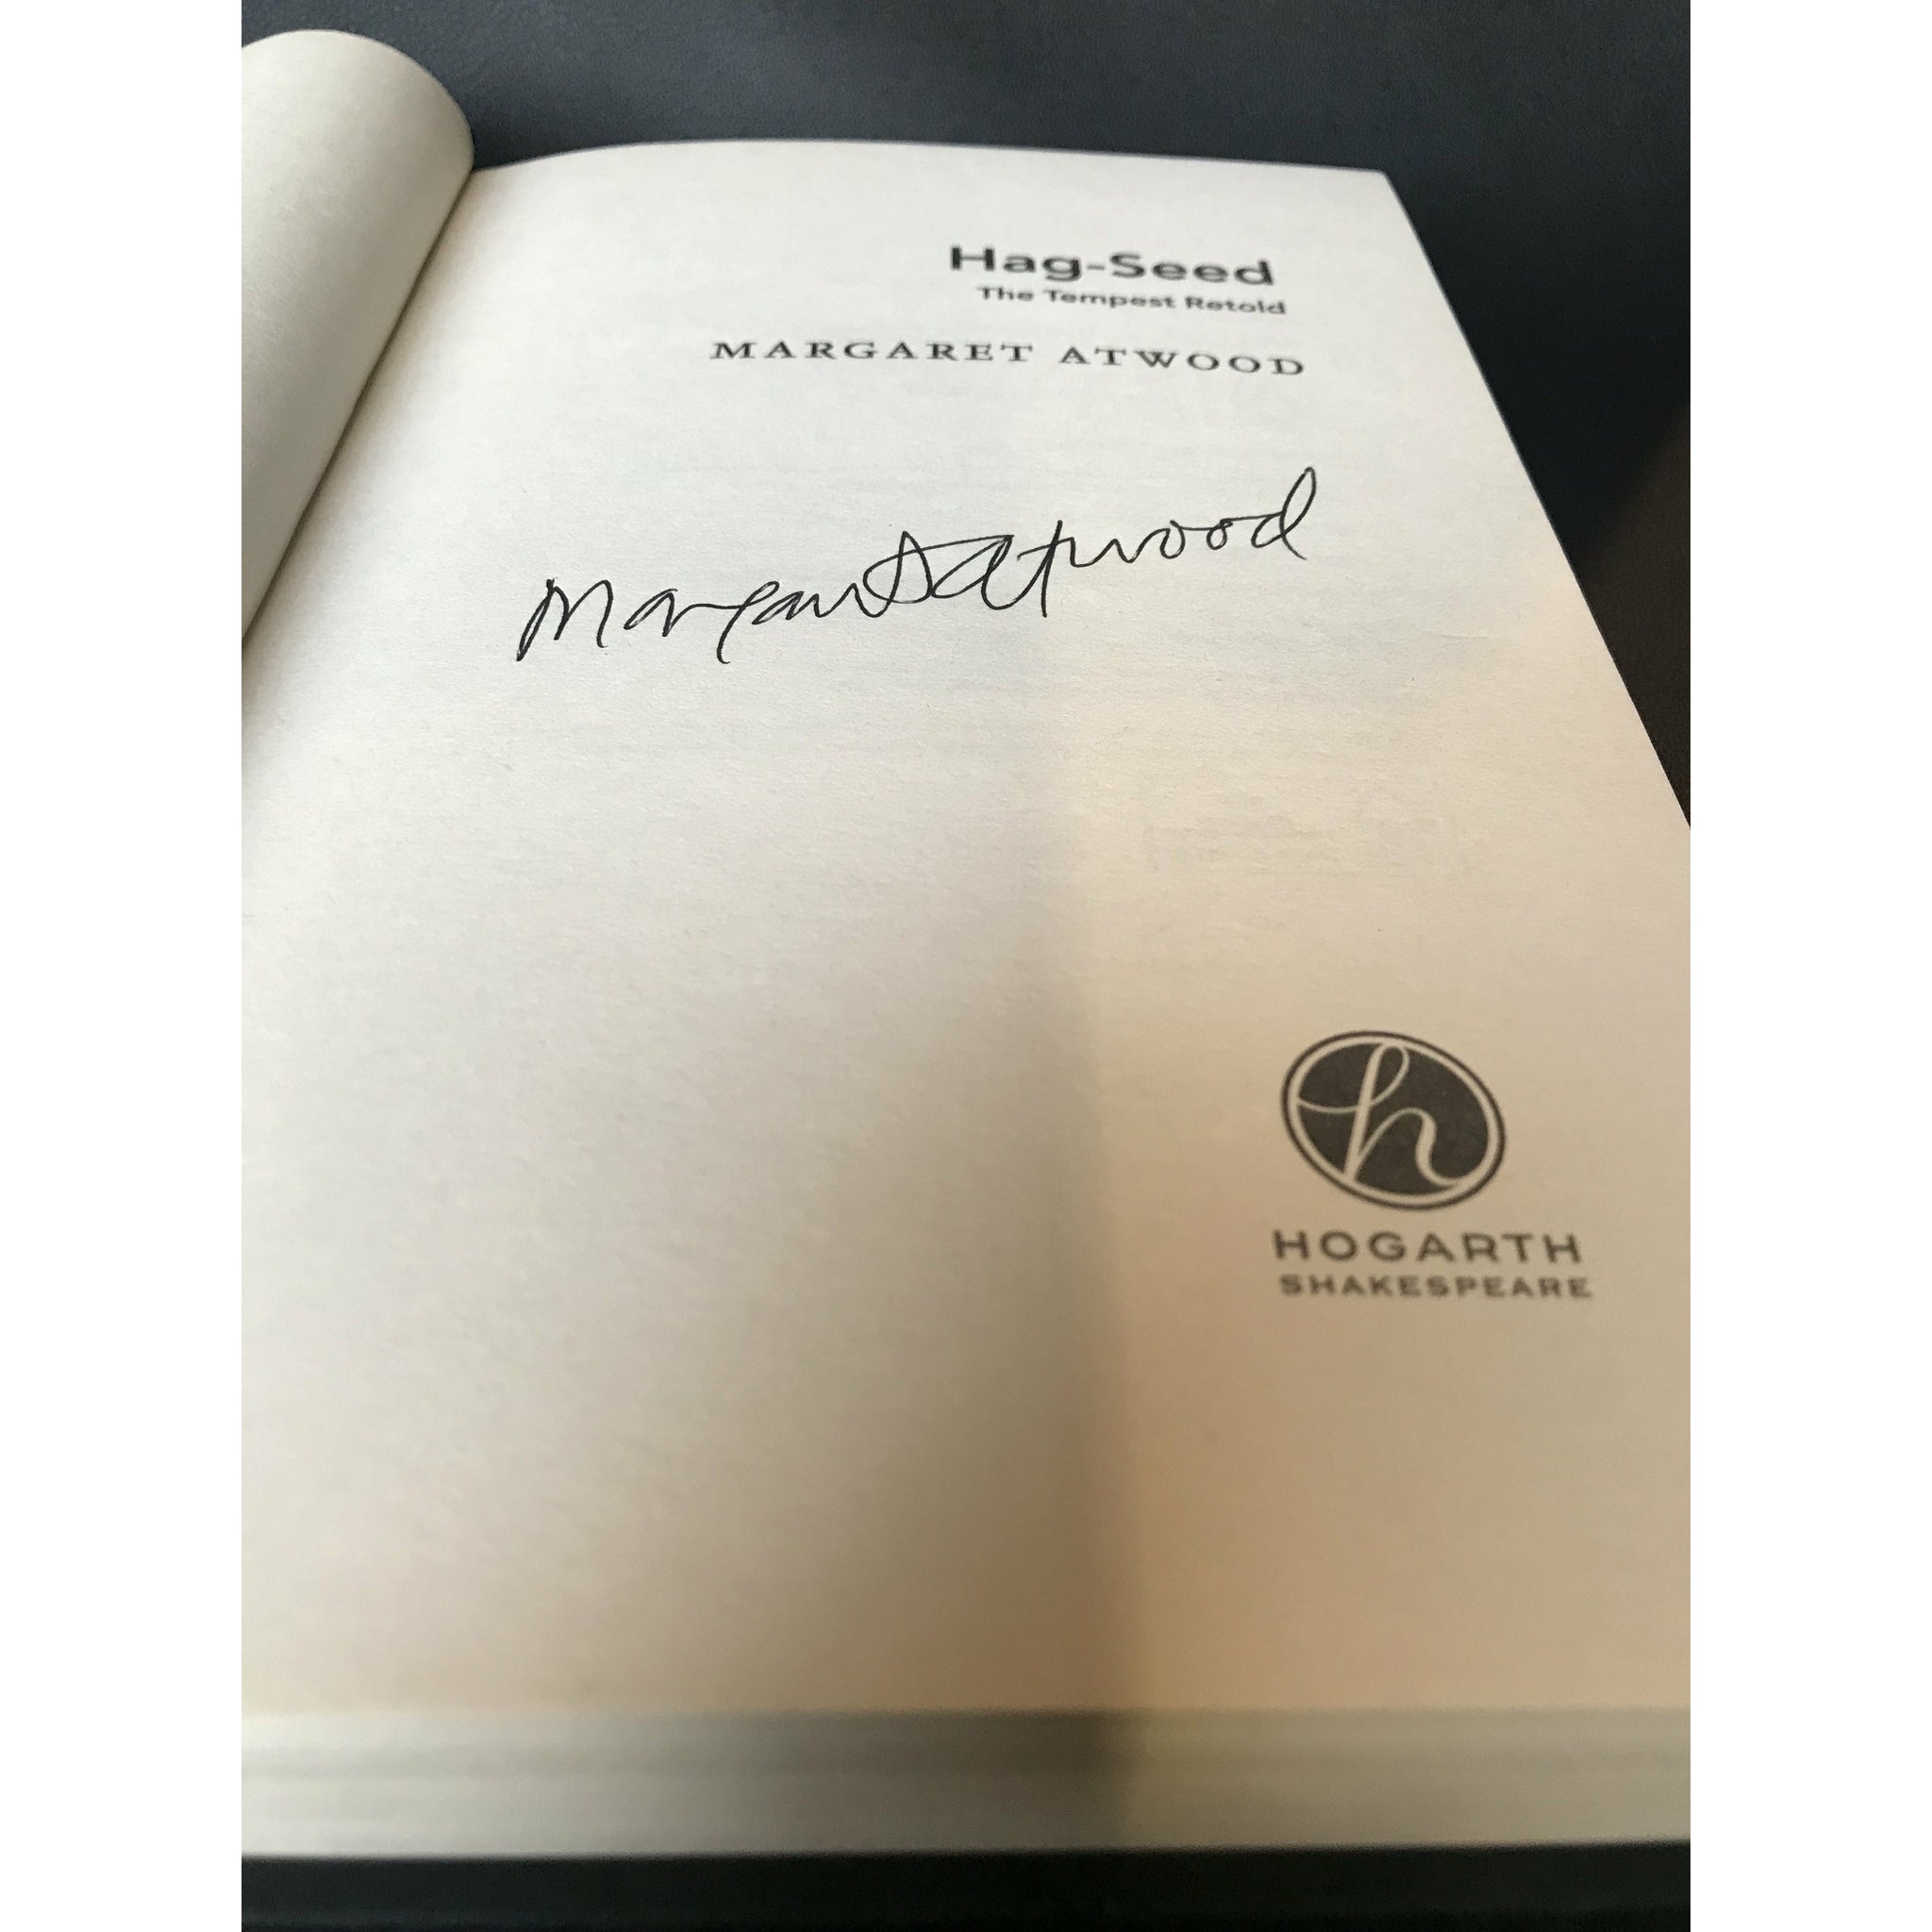 Hag-Seed
The Tempest Retold
MARGARET ATWOOD
Margaret Atwood
h
HOGARTH
SHAKESPEARE